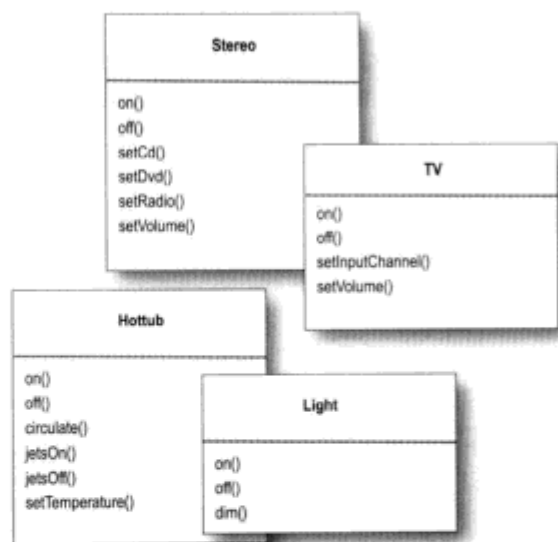 Stereo
on()
off()
setCd()
setDvd()
setRadio()
setVolume()
TV
on()
off()
setInputChannel()
setVolume()
Hottub
on()
off()
circulate()
jetsOn()
jetsOff()
setTemperature()
Light
on()
off()
dim()